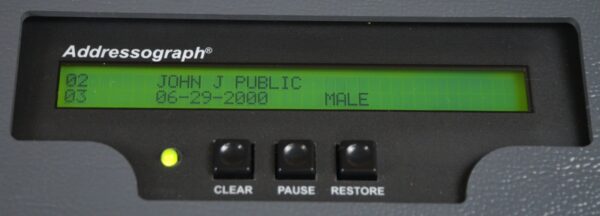 Addressograph®
02 JOHN J PUBLIC
03 06-29-2000 MALE
CLEAR PAUSE RESTORE